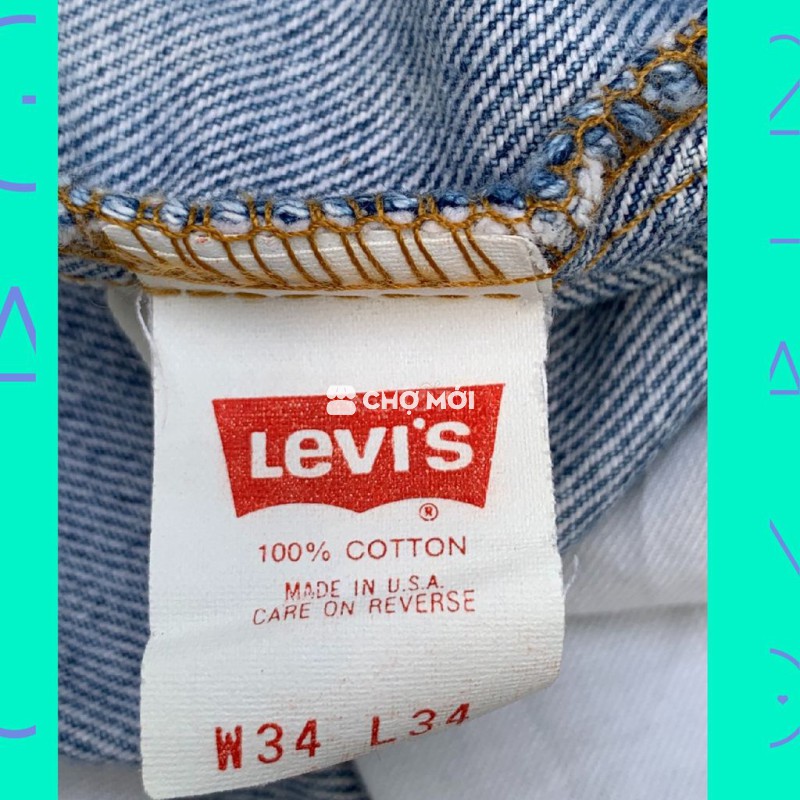 CHỢ MỚI
Levi's
®
100% COTTON
MADE IN U.S.A.
CARE ON REVERSE
W34 L34